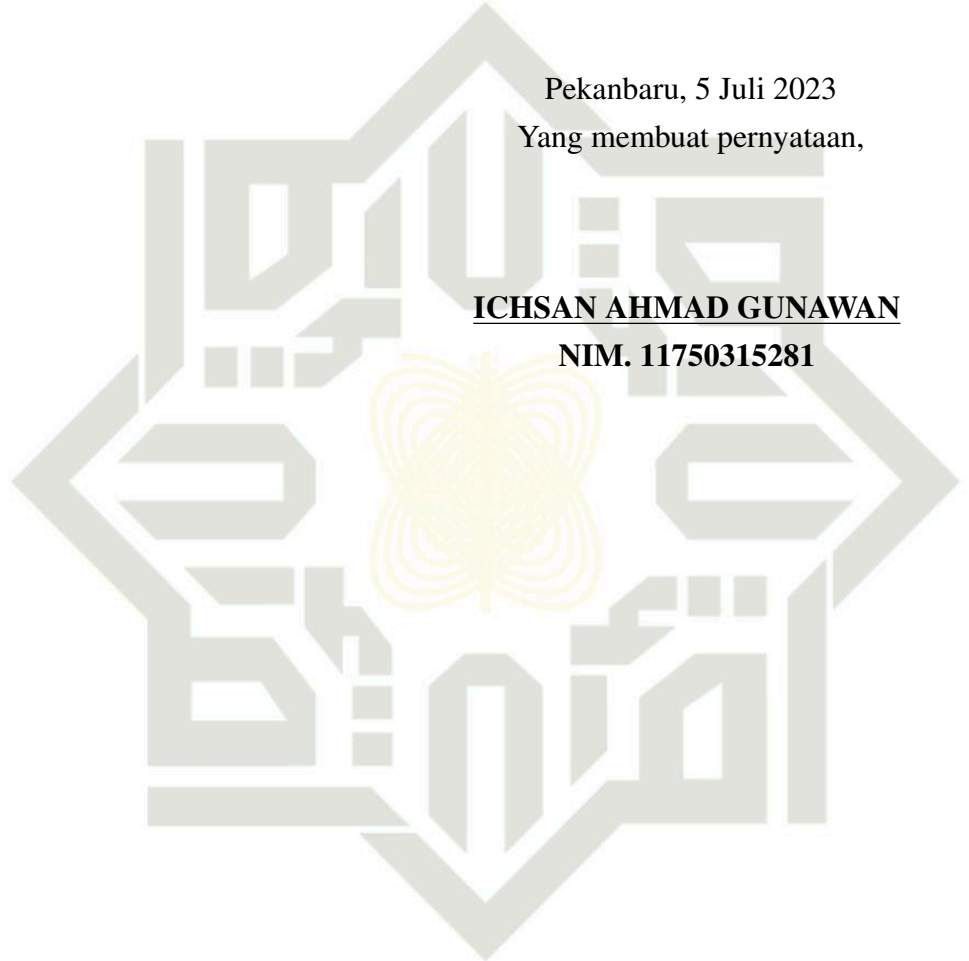 Pekanbaru, 5 Juli 2023
Yang membuat pernyataan,
ICHSAN AHMAD GUNAWAN
NIM. 11750315281